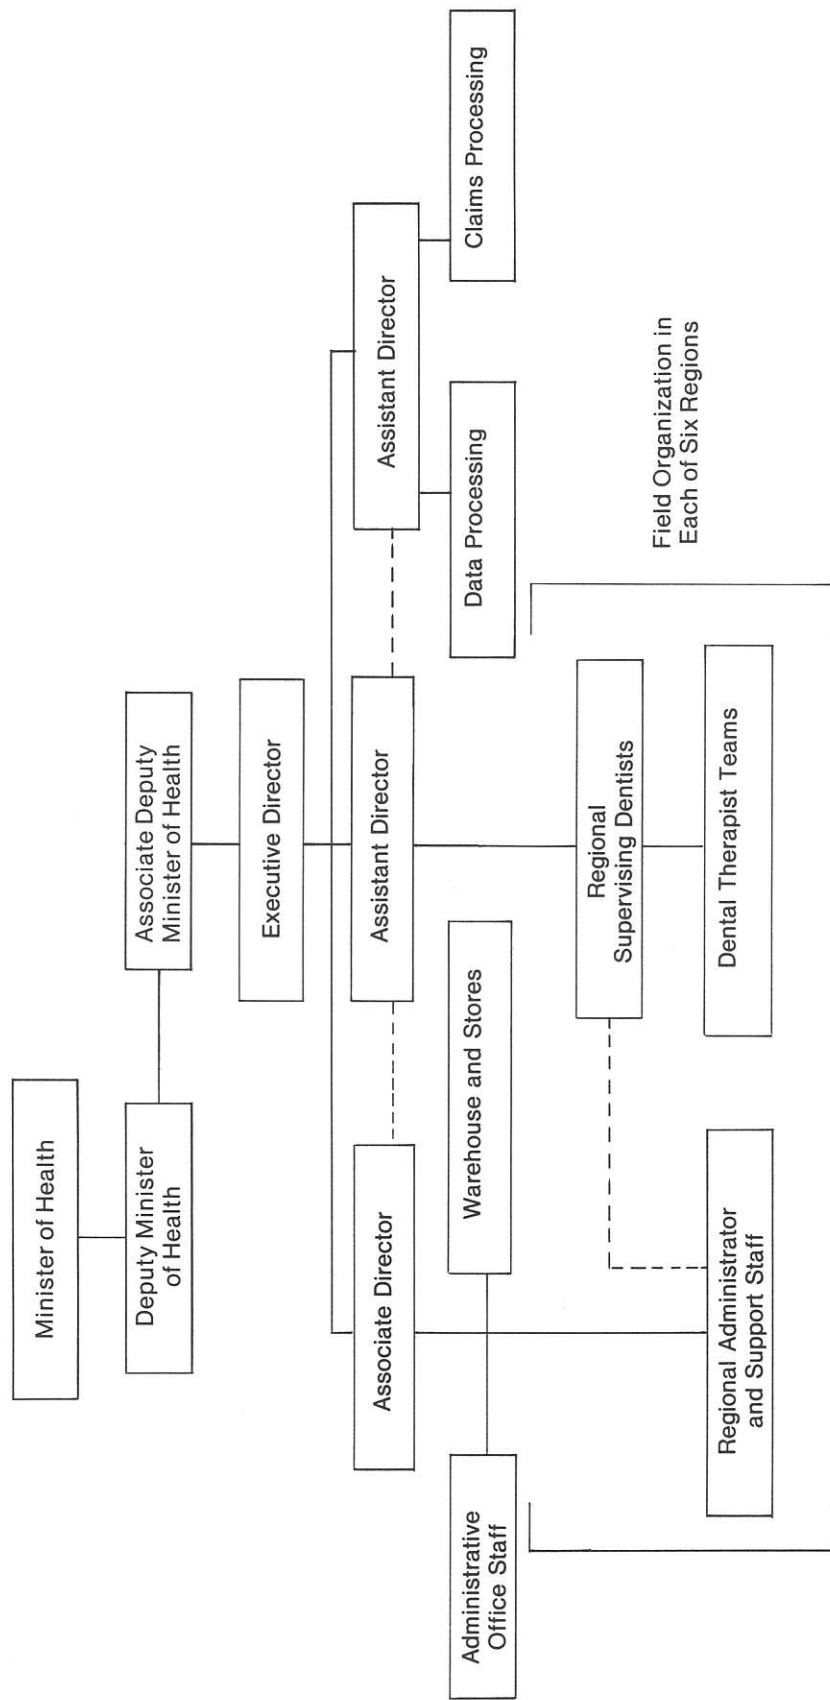 Minister of Health
Deputy Minister
of Health
Associate Deputy
Minister of Health
Executive Director
Associate Director
Assistant Director
Assistant Director
Administrative
Office Staff
Warehouse and Stores
Data Processing
Claims Processing
Field Organization in
Each of Six Regions
Regional
Supervising Dentists
Regional Administrator
and Support Staff
Dental Therapist Teams